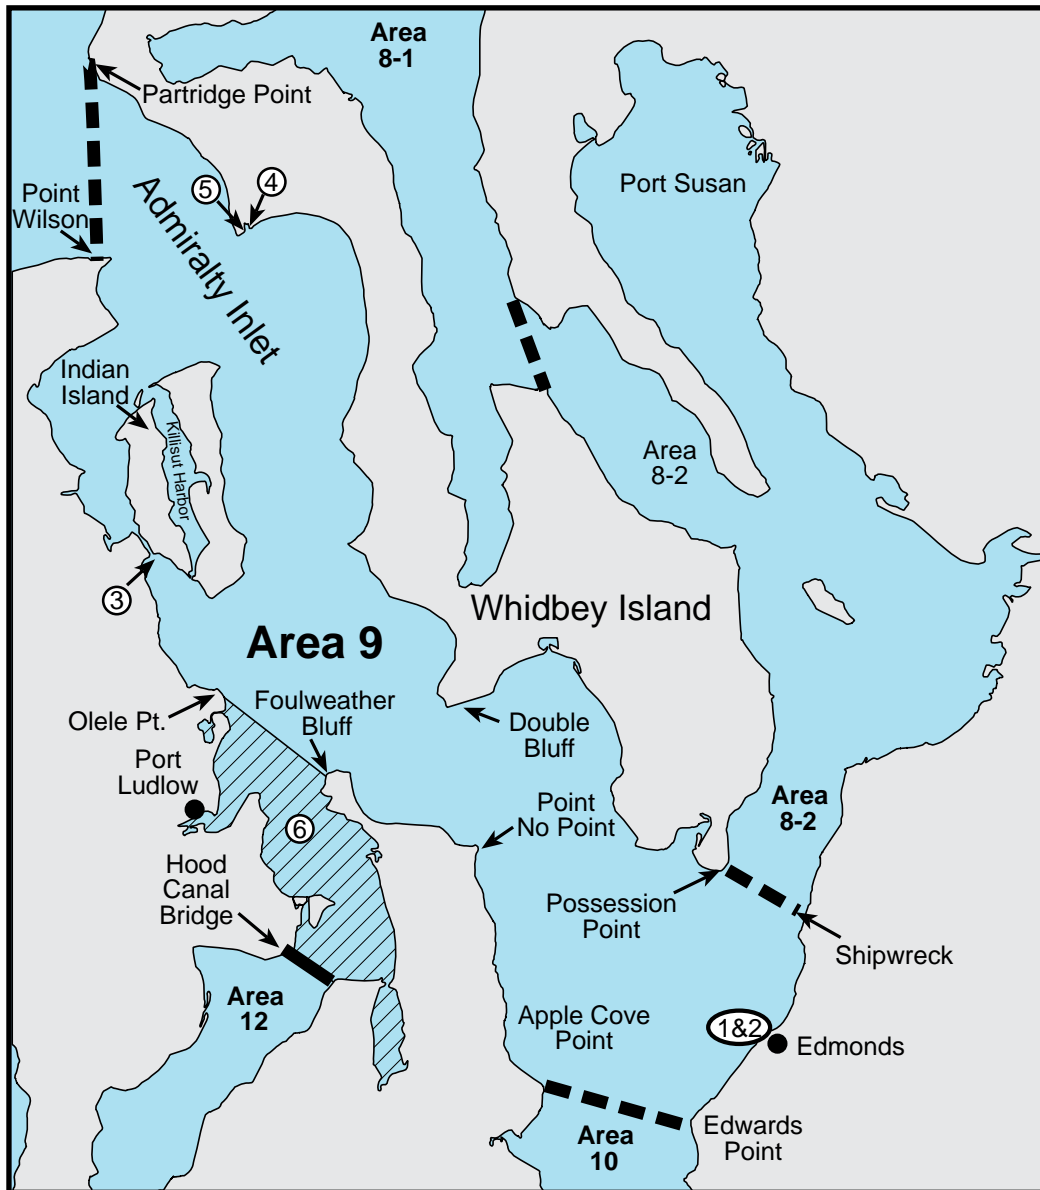 Area
8-1
Partridge Point
Port Susan
Point
Wilson
5
4
Admiralty Inlet
Indian
Island
Killisut Harbor
Area
8-2
3
Whidbey Island
Area 9
Olele Pt.
Foulweather
Bluff
Double
Bluff
Port
Ludlow
Point
No Point
Area
8-2
6
Hood
Canal
Bridge
Possession
Point
Shipwreck
Area
12
Apple Cove
Point
1&2
Edmonds
Edwards
Point
Area
10